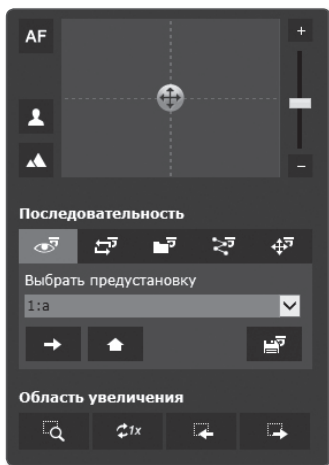 AF
+
–
Последовательность
Выбрать предустановку
1:a
Область увеличения
1x